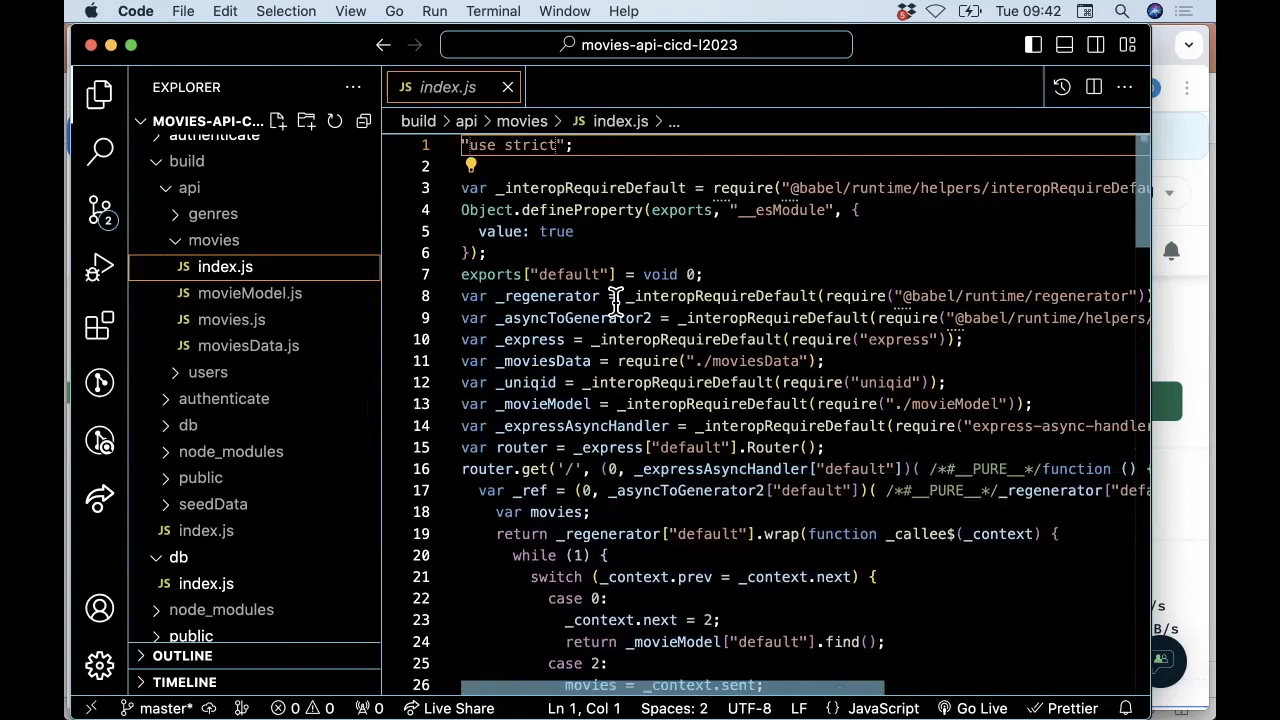 Code File Edit Selection View Go Run Terminal Window Help 5 Tue 09:42
movies-api-cicd-l2023
EXPLORER
MOVIES-API-C...
authenticate
build
api
genres
movies
JS index.js
JS movieModel.js
JS movies.js
JS moviesData.js
users
authenticate
db
node_modules
public
seedData
JS index.js
db
JS index.js
node_modules
public
OUTLINE
TIMELINE
2
JS index.js
build > api > movies > JS index.js > ...
1 "use strict";
2
3 var _interopRequireDefault = require("@babel/runtime/helpers/interopRequireDefau
4 Object.defineProperty(exports, "__esModule", {
5 value: true
6 });
7 exports["default"] = void 0;
8 var _regenerator = _interopRequireDefault(require("@babel/runtime/regenerator"))
9 var _asyncToGenerator2 = _interopRequireDefault(require("@babel/runtime/helpers/
10 var _express = _interopRequireDefault(require("express"));
11 var _moviesData = require("./moviesData");
12 var _uniqid = _interopRequireDefault(require("uniqid"));
13 var _movieModel = _interopRequireDefault(require("./movieModel"));
14 var _expressAsyncHandler = _interopRequireDefault(require("express-async-handler
15 var router = _express["default"].Router();
16 router.get('/', (0, _expressAsyncHandler["default"])( /*#__PURE__*/function () {
17 var _ref = (0, _asyncToGenerator2["default"])( /*#__PURE__*/_regenerator["defa
18 var movies;
19 return _regenerator["default"].wrap(function _callee$(_context) {
20 while (1) {
21 switch (_context.prev = _context.next) {
22 case 0:
23 _context.next = 2;
24 return _movieModel["default"].find();
25 case 2:
26 movies = _context.sent;
/s
B/s
master* 0 0 0 Live Share Ln 1, Col 1 Spaces: 2 UTF-8 LF {} JavaScript Go Live Prettier